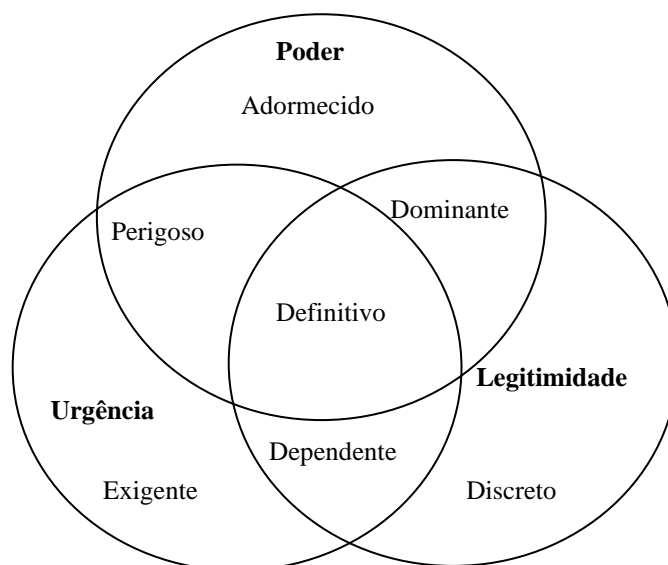 Poder
Adormecido
Dominante
Perigoso
Definitivo
Legitimidade
Urgência
Dependente
Exigente
Discreto